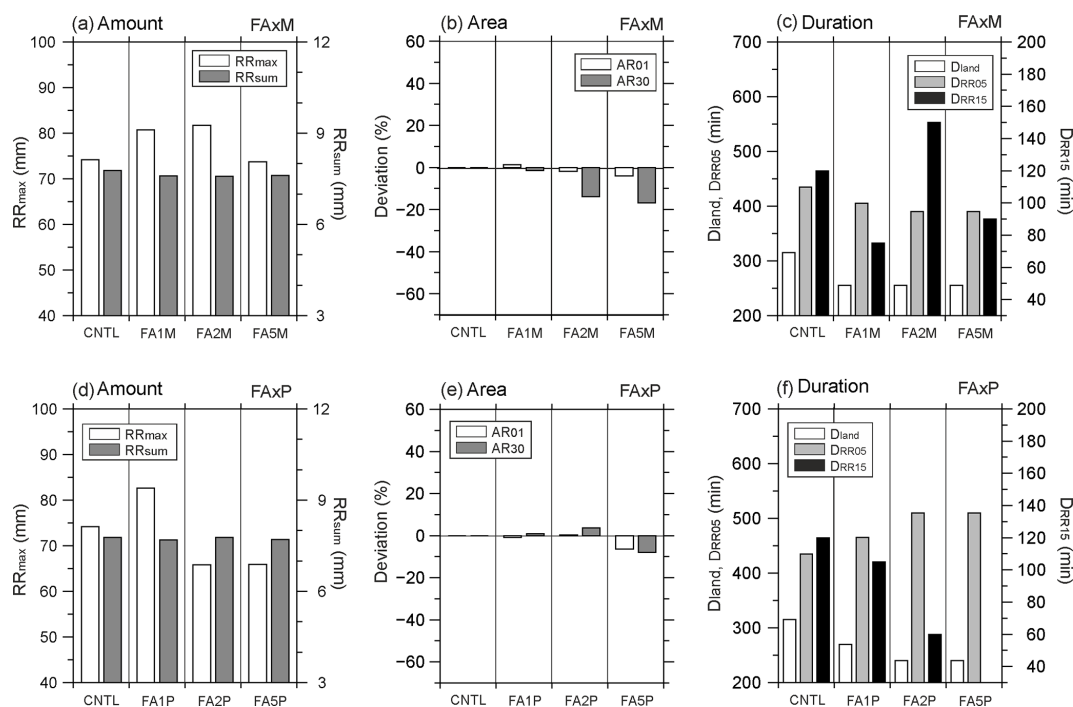 (a) Amount FAxM
100
90
80
70
60
50
40
RRmax (mm)
RRmax
RRsum
12
9
6
3
RRsum (mm)
CNTL FA1M FA2M FA5M
(b) Area FAxM
60
40
20
0
−20
−40
−60
Deviation (%)
AR01
AR30
CNTL FA1M FA2M FA5M
(c) Duration FAxM
700
600
500
450
400
300
200
Dland, DRR05 (min)
Dland
DRR05
DRR15
200
180
160
140
120
100
80
60
40
DRR15 (min)
CNTL FA1M FA2M FA5M
(d) Amount FAxP
100
90
80
70
60
50
40
RRmax (mm)
RRmax
RRsum
12
9
6
3
RRsum (mm)
CNTL FA1P FA2P FA5P
(e) Area FAxP
60
40
20
0
−20
−40
−60
Deviation (%)
AR01
AR30
CNTL FA1P FA2P FA5P
(f) Duration FAxP
700
600
500
400
300
200
Dland, DRR05 (min)
Dland
DRR05
DRR15
200
180
160
140
120
100
80
60
40
DRR15 (min)
CNTL FA1P FA2P FA5P